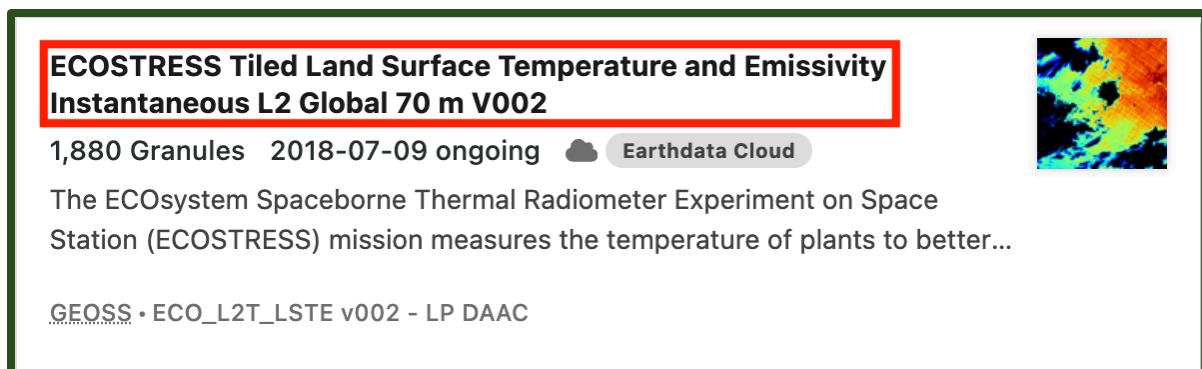 ECOSTRESS Tiled Land Surface Temperature and Emissivity
Instantaneous L2 Global 70 m V002
1,880 Granules 2018-07-09 ongoing Earthdata Cloud
The ECOsystem Spaceborne Thermal Radiometer Experiment on Space
Station (ECOSTRESS) mission measures the temperature of plants to better...
GEOSS • ECO_L2T_LSTE v002 - LP DAAC